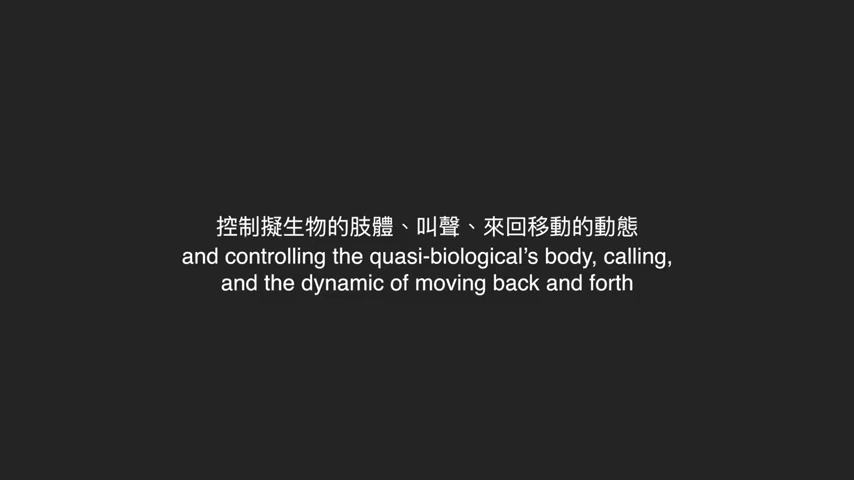 控制擬生物的肢體、叫聲、來回移動的動態
and controlling the quasi-biological’s body, calling,
and the dynamic of moving back and forth